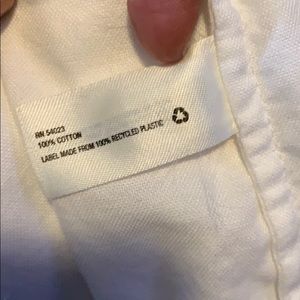 RN 54023
100% COTTON
LABEL MADE FROM 100% RECYCLED PLASTIC